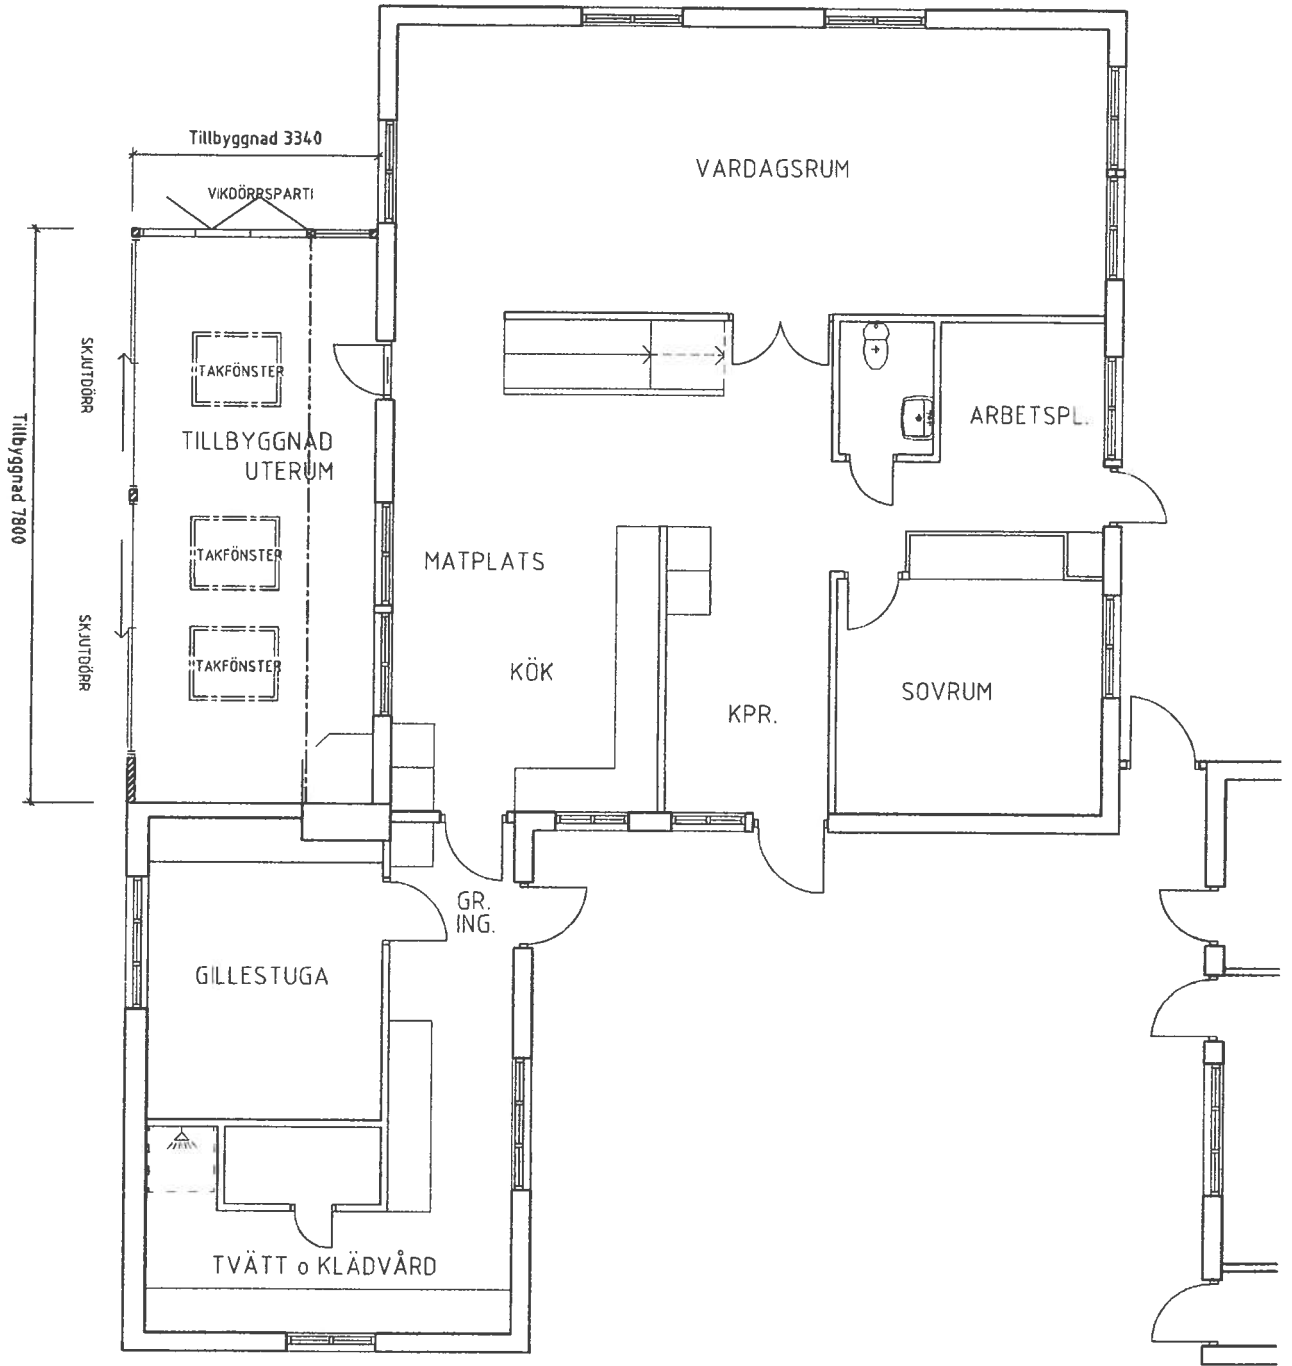 Tillbyggnad 3340
VIKDÖRRSPARTI
VARDAGSRUM
SKJUTDÖRR
TAKFÖNSTER
Tillbyggnad 7800
TILLBYGGNAD
UTERUM
ARBETSPL.
TAKFÖNSTER
MATPLATS
SKJUTDÖRR
TAKFÖNSTER
KÖK
SOVRUM
KPR.
GR.
ING.
GILLESTUGA
TVÄTT o KLÄDVÅRD